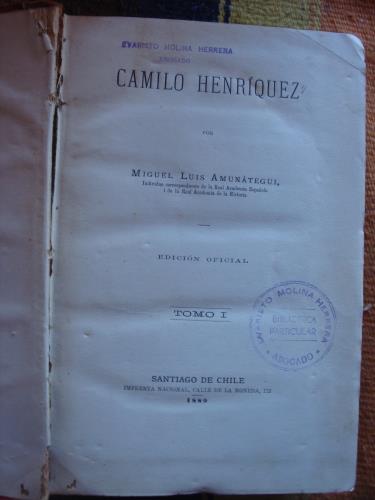 EVARISTO MOLINA HERRERA
ABOGADO
CAMILO HENRÍQUEZ
POR
MIGUEL LUIS AMUNÁTEGUI,
Individuo correspondiente de la Real Academia Española
i de la Real Academia de la Historia
EDICIÓN OFICIAL
TOMO I
EVARISTO MOLINA HERRERA
BIBLIOTECA
PARTICULAR
ABOGADO
SANTIAGO DE CHILE
IMPRENTA NACIONAL, CALLE DE LA MONEDA, 112
1889